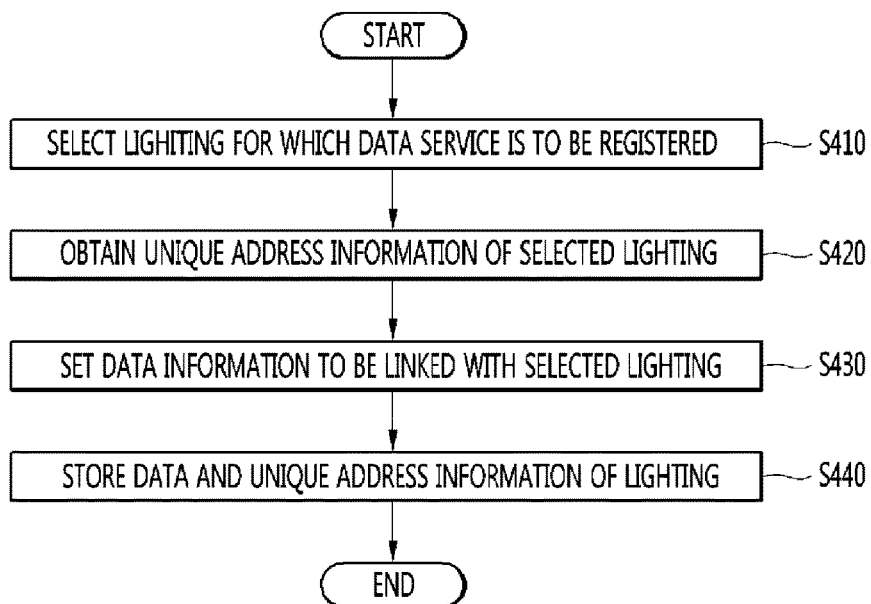 START
SELECT LIGHITING FOR WHICH DATA SERVICE IS TO BE REGISTERED
S410
OBTAIN UNIQUE ADDRESS INFORMATION OF SELECTED LIGHTING
S420
SET DATA INFORMATION TO BE LINKED WITH SELECTED LIGHTING
S430
STORE DATA AND UNIQUE ADDRESS INFORMATION OF LIGHTING
S440
END